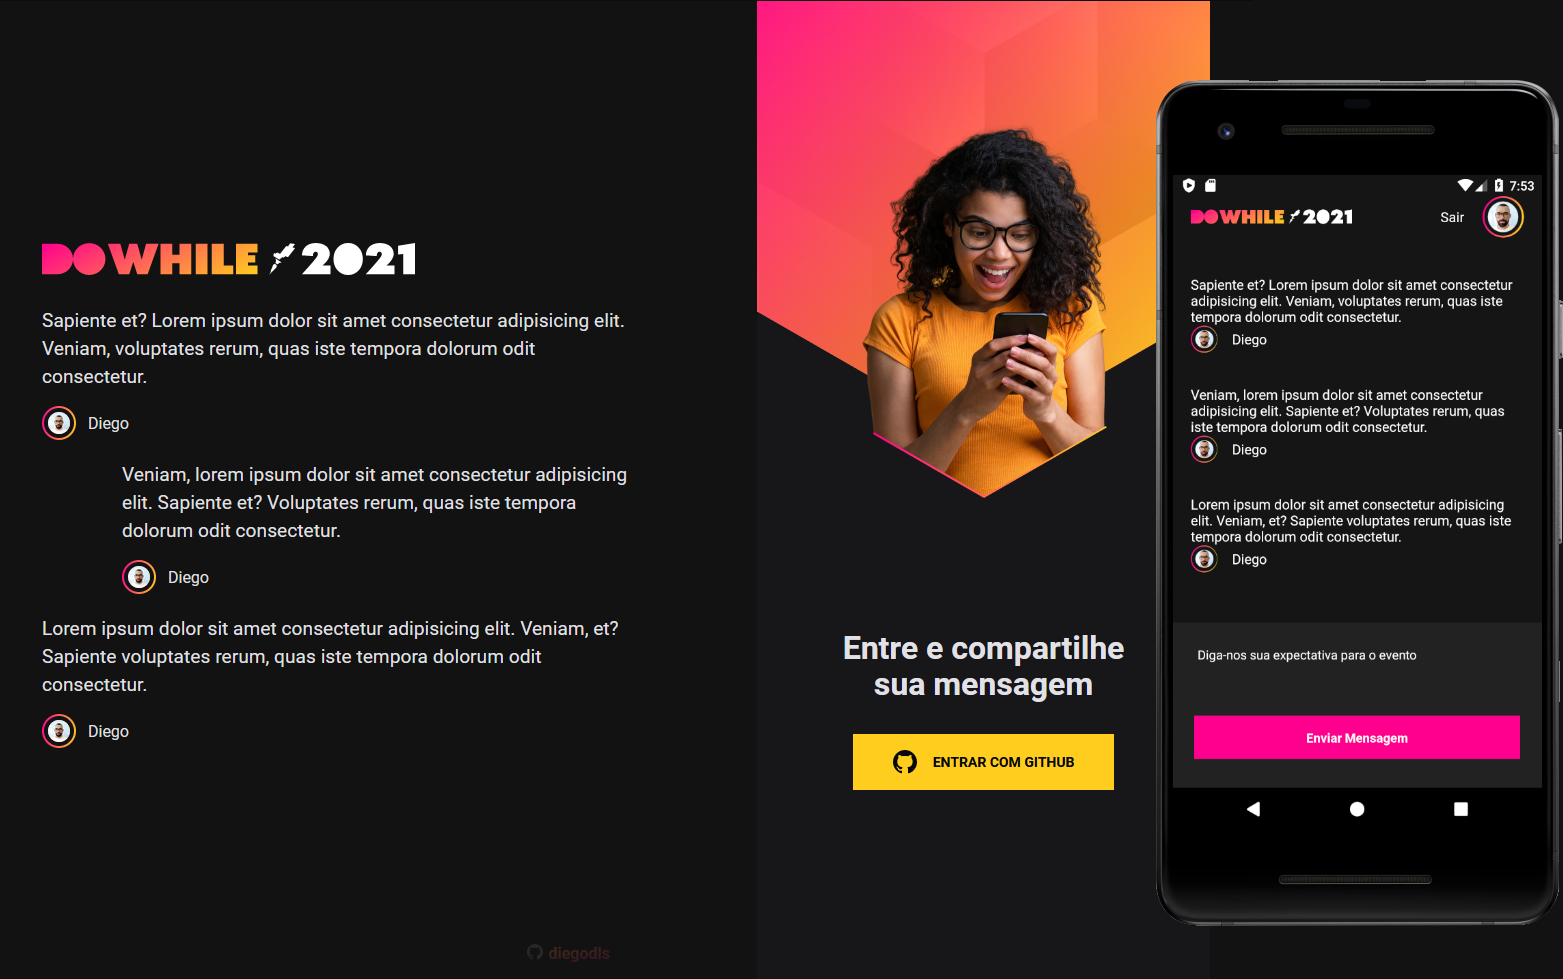 DOWHILE 2021
Sapiente et? Lorem ipsum dolor sit amet consectetur adipisicing elit.
Veniam, voluptates rerum, quas iste tempora dolorum odit
consectetur.
Diego
Veniam, lorem ipsum dolor sit amet consectetur adipisicing
elit. Sapiente et? Voluptates rerum, quas iste tempora
dolorum odit consectetur.
Diego
Lorem ipsum dolor sit amet consectetur adipisicing elit. Veniam, et?
Sapiente voluptates rerum, quas iste tempora dolorum odit
consectetur.
Diego
diegodls
Entre e compartilhe
sua mensagem
ENTRAR COM GITHUB
7:53
DOWHILE 2021
Sair
Sapiente et? Lorem ipsum dolor sit amet consectetur
adipisicing elit. Veniam, voluptates rerum, quas iste
tempora dolorum odit consectetur.
Diego
Veniam, lorem ipsum dolor sit amet consectetur
adipisicing elit. Sapiente et? Voluptates rerum, quas
iste tempora dolorum odit consectetur.
Diego
Lorem ipsum dolor sit amet consectetur adipisicing
elit. Veniam, et? Sapiente voluptates rerum, quas iste
tempora dolorum odit consectetur.
Diego
Diga-nos sua expectativa para o evento
Enviar Mensagem